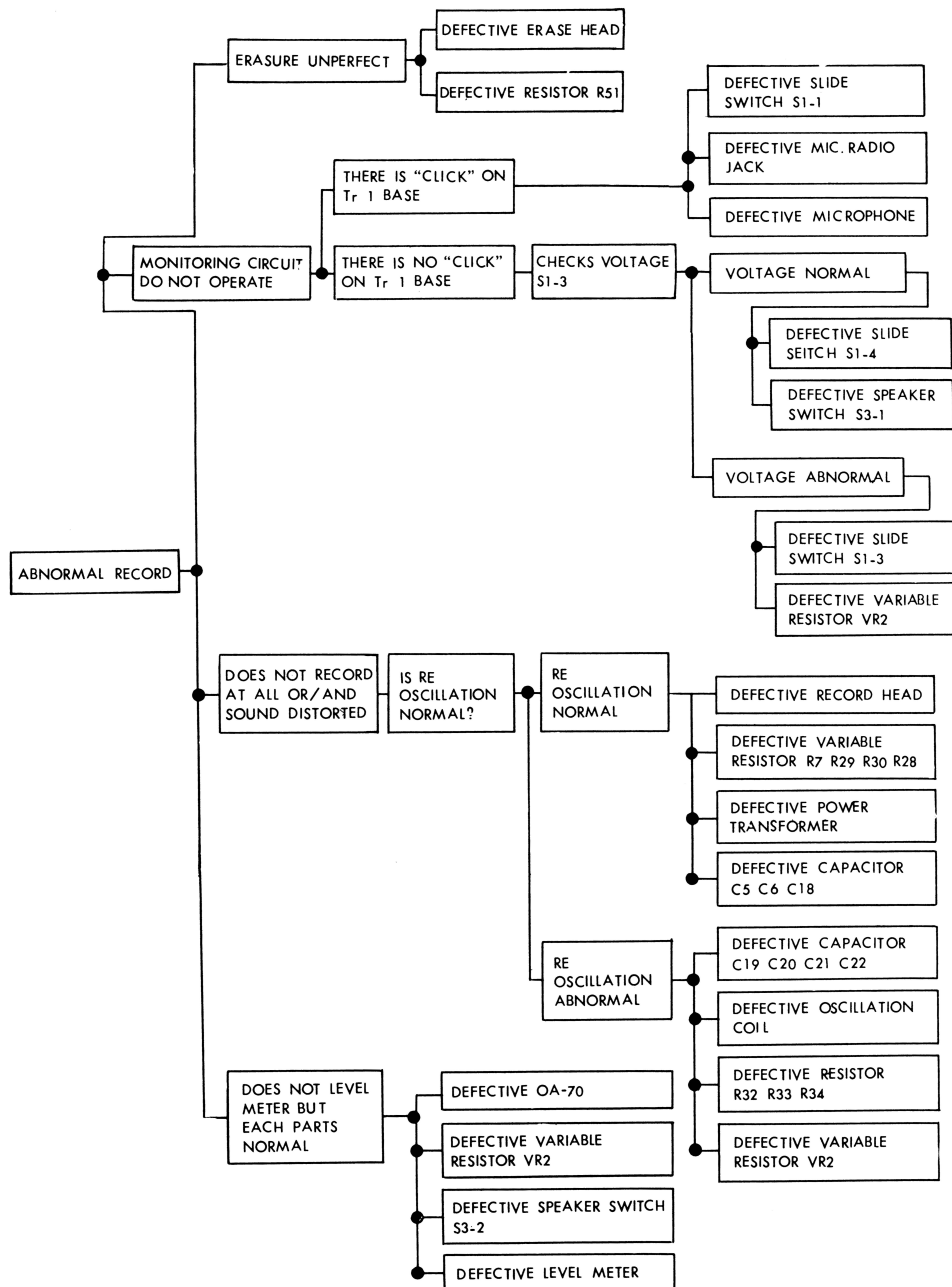 DEFECTIVE ERASE HEAD
ERASURE UNPERFECT
DEFECTIVE RESISTOR R51
DEFECTIVE SLIDE
SWITCH S1-1
THERE IS "CLICK" ON
Tr 1 BASE
DEFECTIVE MIC. RADIO
JACK
DEFECTIVE MICROPHONE
MONITORING CIRCUIT
DO NOT OPERATE
THERE IS NO "CLICK"
ON Tr 1 BASE
CHECKS VOLTAGE
S1-3
VOLTAGE NORMAL
DEFECTIVE SLIDE
SEITCH S1-4
DEFECTIVE SPEAKER
SWITCH S3-1
VOLTAGE ABNORMAL
DEFECTIVE SLIDE
SWITCH S1-3
DEFECTIVE VARIABLE
RESISTOR VR2
ABNORMAL RECORD
DOES NOT RECORD
AT ALL OR/AND
SOUND DISTORTED
IS RE
OSCILLATION
NORMAL?
RE
OSCILLATION
NORMAL
DEFECTIVE RECORD HEAD
DEFECTIVE VARIABLE
RESISTOR R7 R29 R30 R28
DEFECTIVE POWER
TRANSFORMER
DEFECTIVE CAPACITOR
C5 C6 C18
RE
OSCILLATION
ABNORMAL
DEFECTIVE CAPACITOR
C19 C20 C21 C22
DEFECTIVE OSCILLATION
COIL
DEFECTIVE RESISTOR
R32 R33 R34
DEFECTIVE VARIABLE
RESISTOR VR2
DOES NOT LEVEL
METER BUT
EACH PARTS
NORMAL
DEFECTIVE OA-70
DEFECTIVE VARIABLE
RESISTOR VR2
DEFECTIVE SPEAKER SWITCH
S3-2
DEFECTIVE LEVEL METER